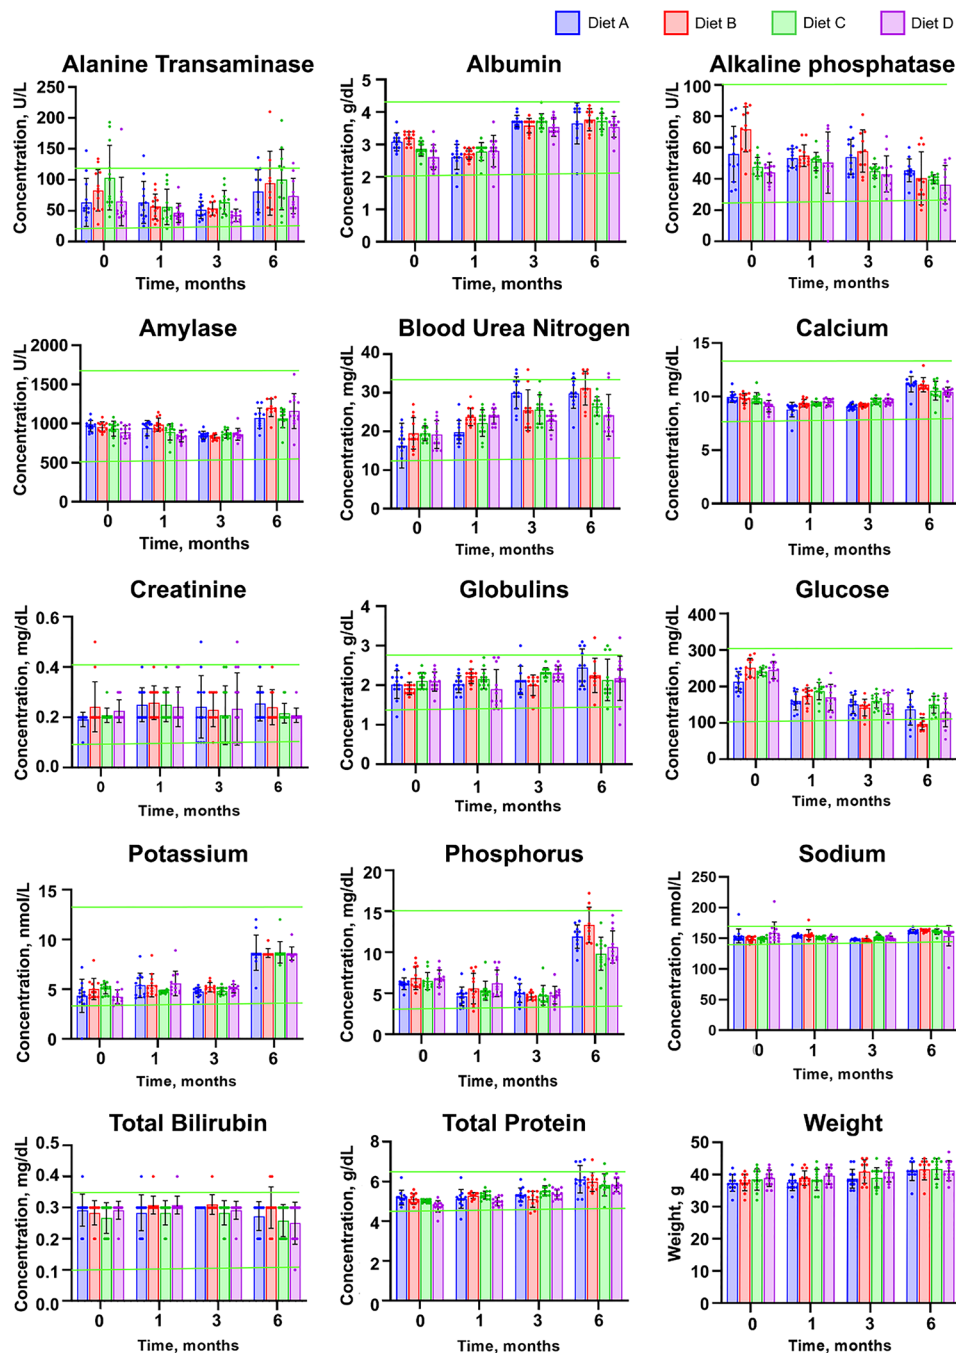 Diet A Diet B Diet C Diet D
Alanine Transaminase
Concentration, U/L
250
200
150
100
50
0
0 1 3 6
Time, months
Albumin
Concentration, g/dL
5
4
3
2
1
0
0 1 3 6
Time, months
Alkaline phosphatase
Concentration, U/L
100
80
60
40
20
0
0 1 3 6
Time, months
Amylase
Concentration, U/L
2000
1500
1000
500
0
0 1 3 6
Time, months
Blood Urea Nitrogen
Concentration, mg/dL
40
30
20
10
0
0 1 3 6
Time, months
Calcium
Concentration, mg/dL
15
10
5
0
0 1 3 6
Time, months
Creatinine
Concentration, mg/dL
0.6
0.4
0.2
0.0
0 1 3 6
Time, months
Globulins
Concentration, g/dL
4
3
2
1
0
0 1 3 6
Time, months
Glucose
Concentration, mg/dL
400
300
200
100
0
0 1 3 6
Time, months
Potassium
Concentration, nmol/L
15
10
5
0
0 1 3 6
Time, months
Phosphorus
Concentration, mg/dL
20
15
10
5
0
0 1 3 6
Time, months
Sodium
Concentration, nmol/L
250
200
150
100
50
0
0 1 3 6
Time, months
Total Bilirubin
Concentration, mg/dL
0.5
0.4
0.3
0.2
0.1
0.0
0 1 3 6
Time, months
Total Protein
Concentration, g/dL
8
6
4
2
0
0 1 3 6
Time, months
Weight
Weight, g
50
40
30
20
10
0
0 1 3 6
Time, months